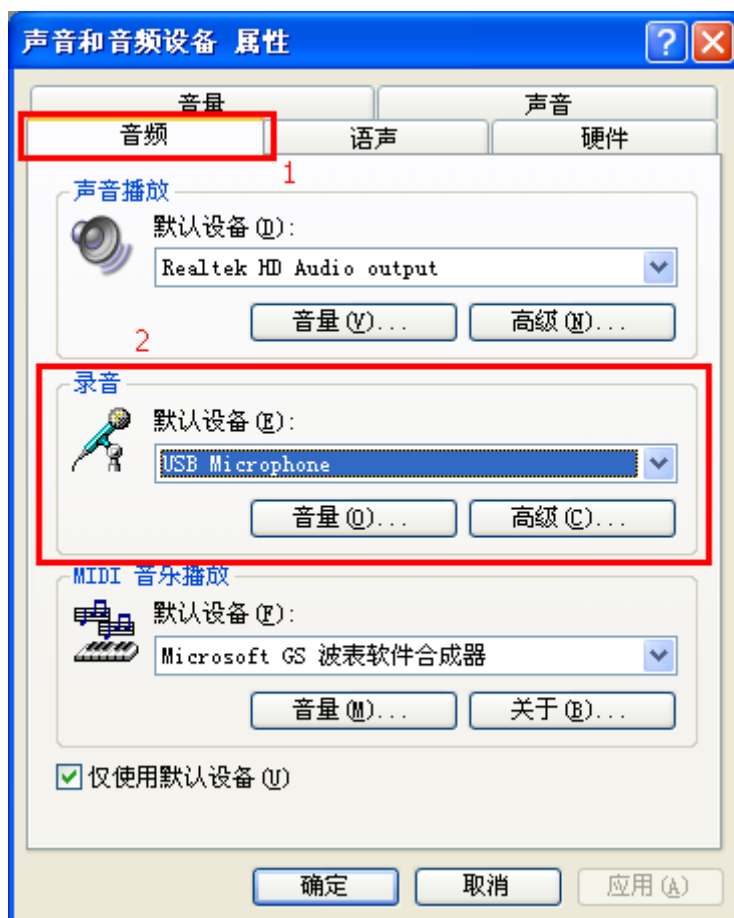 声音和音频设备 属性
音量 声音
音频 语声 硬件
1
声音播放
默认设备(D):
Realtek HD Audio output
音量(V)... 高级(N)...
2
录音
默认设备(E):
USB Microphone
音量(O)... 高级(C)...
MIDI 音乐播放
默认设备(F):
Microsoft GS 波表软件合成器
音量(M)... 关于(B)...
仅使用默认设备(U)
确定 取消 应用(A)